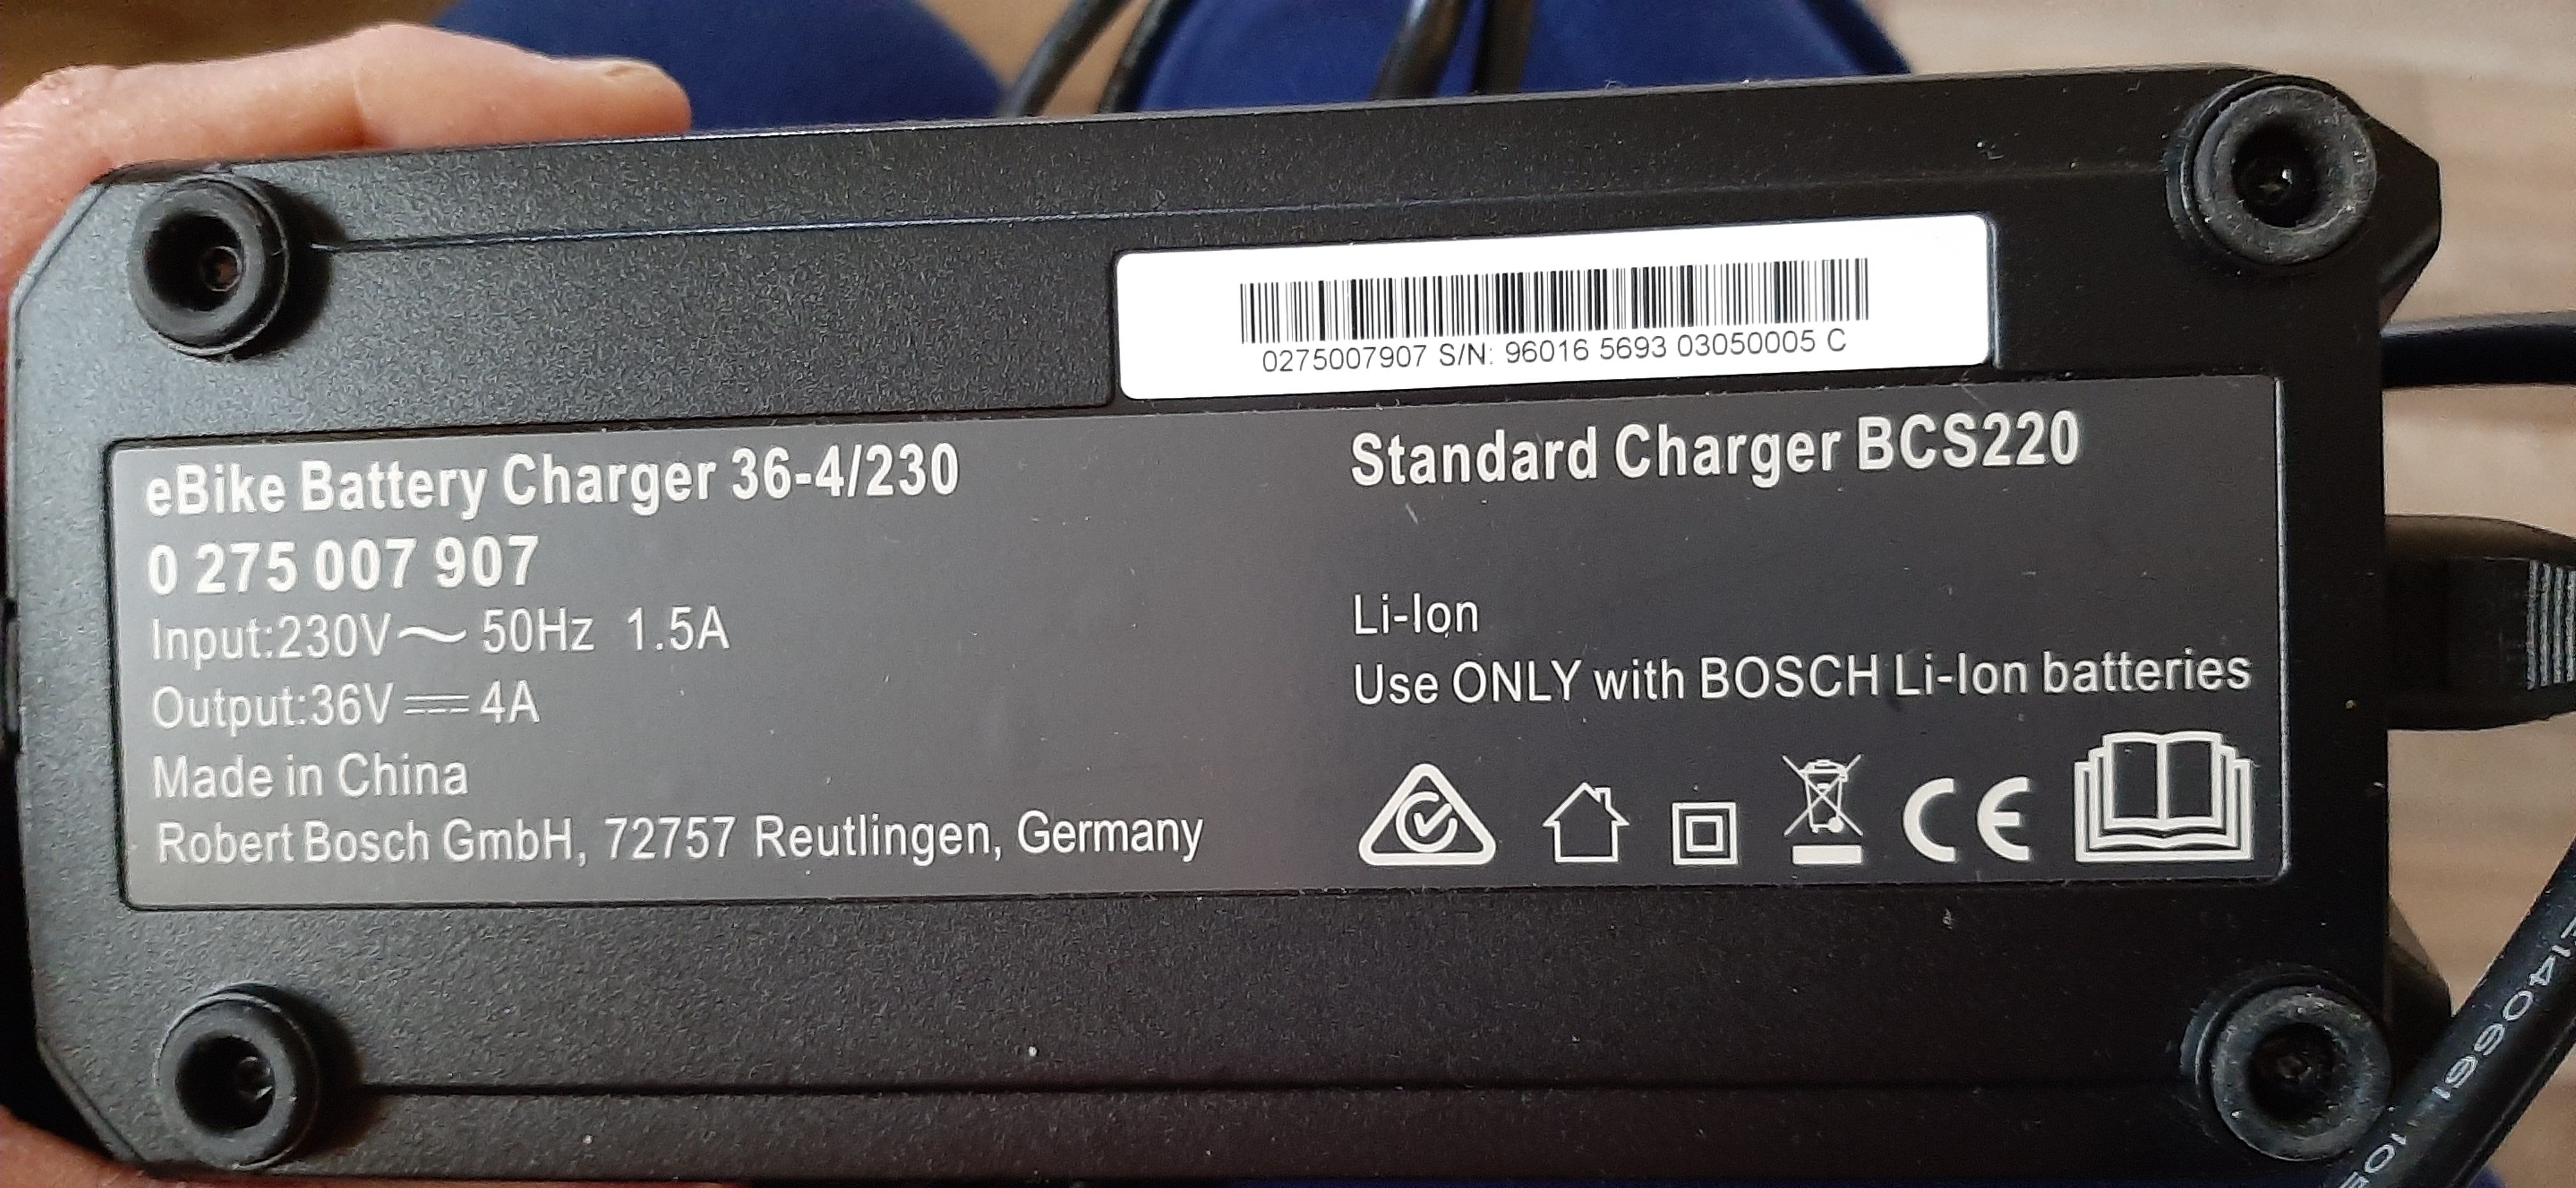 0275007907 S/N: 96016 5693 03050005 C
eBike Battery Charger 36-4/230
0 275 007 907
Input:230V～ 50Hz 1.5A
Output:36V⎓4A
Made in China
Robert Bosch GmbH, 72757 Reutlingen, Germany
Standard Charger BCS220
Li-Ion
Use ONLY with BOSCH Li-Ion batteries
CE